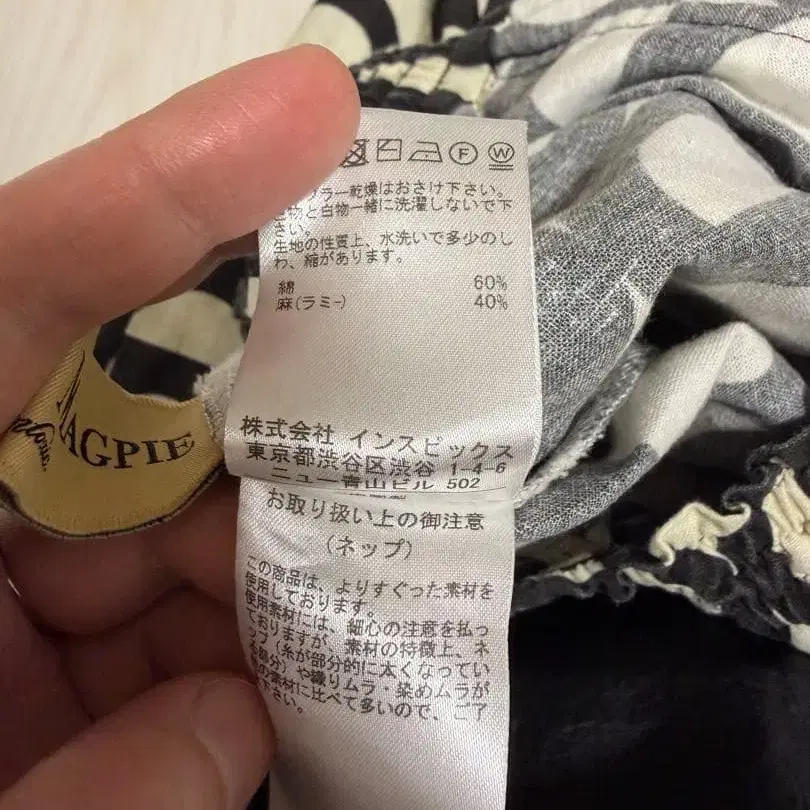 F
W
ラー乾燥はおさけ下さい。
色物と白物一緒に洗濯しないで下
さい。
生地の性質上、水洗いで多少のし
わ、縮があります。
綿 60%
麻(ラミー) 40%
MAGPIE
株式会社 インスピックス
東京都渋谷区渋谷 1-4-6
ニュー青山ビル 502
お取り扱い上の御注意
(ネップ)
この商品は、よりすぐった素材を
使用しております。
使用素材には、細心の注意を払っ
ておりますが、素材の特徴上、ネ
ップ(糸が部分的に太くなってい
る部分)や織りムラ・染めムラが
の素材に比べて多いので、ご了